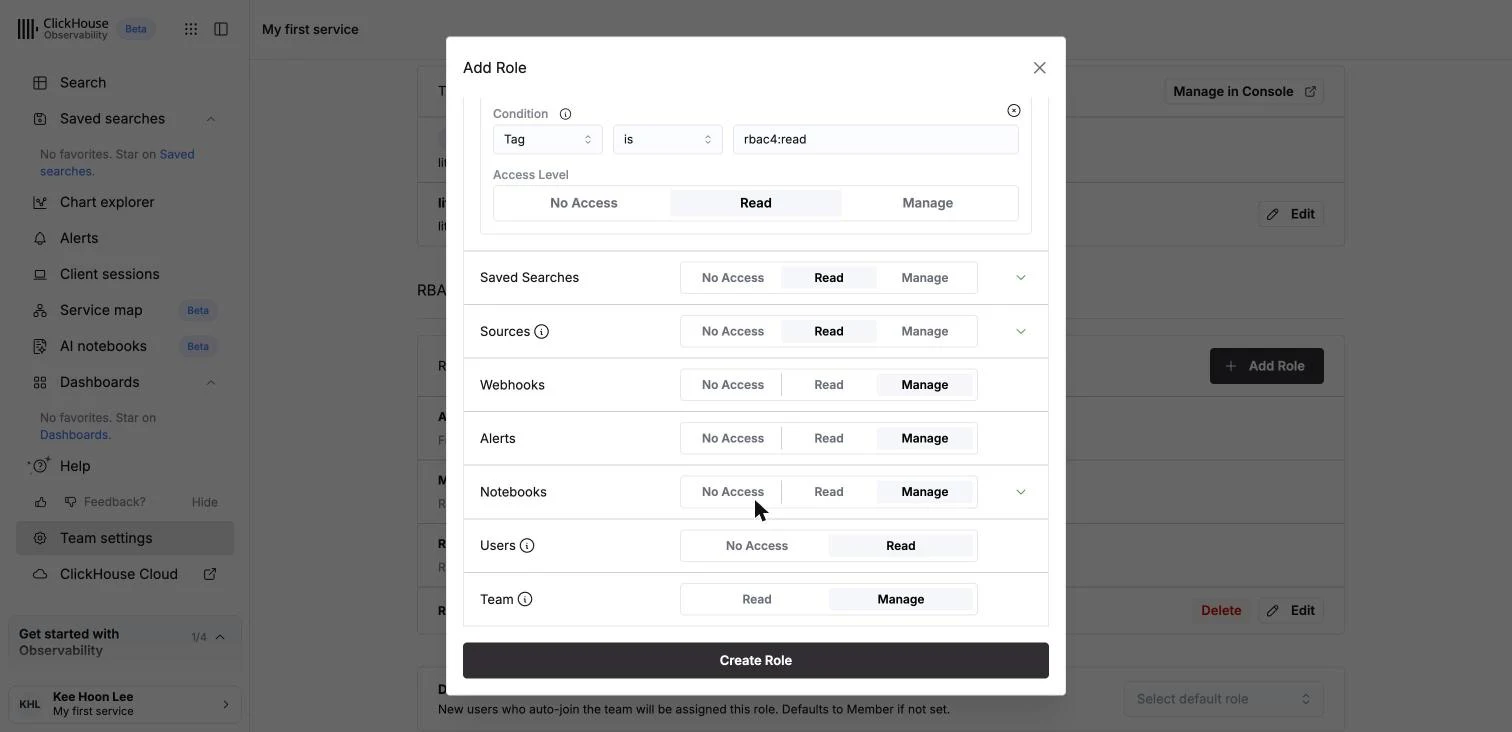 ClickHouse
Observability
Beta
My first service
Search
Saved searches
No favorites. Star on Saved
searches.
Chart explorer
Alerts
Client sessions
Service map
Beta
AI notebooks
Beta
Dashboards
No favorites. Star on
Dashboards.
Help
Feedback?
Hide
Team settings
ClickHouse Cloud
Get started with
Observability
1/4
KHL
Kee Hoon Lee
My first service
Manage in Console
Edit
RBA
Add Role
Delete
Edit
Select default role
New users who auto-join the team will be assigned this role. Defaults to Member if not set.
Add Role
Condition
Tag
is
rbac4:read
Access Level
No Access Read Manage
Saved Searches No Access Read Manage
Sources No Access Read Manage
Webhooks No Access Read Manage
Alerts No Access Read Manage
Notebooks No Access Read Manage
Users No Access Read
Team Read Manage
Create Role